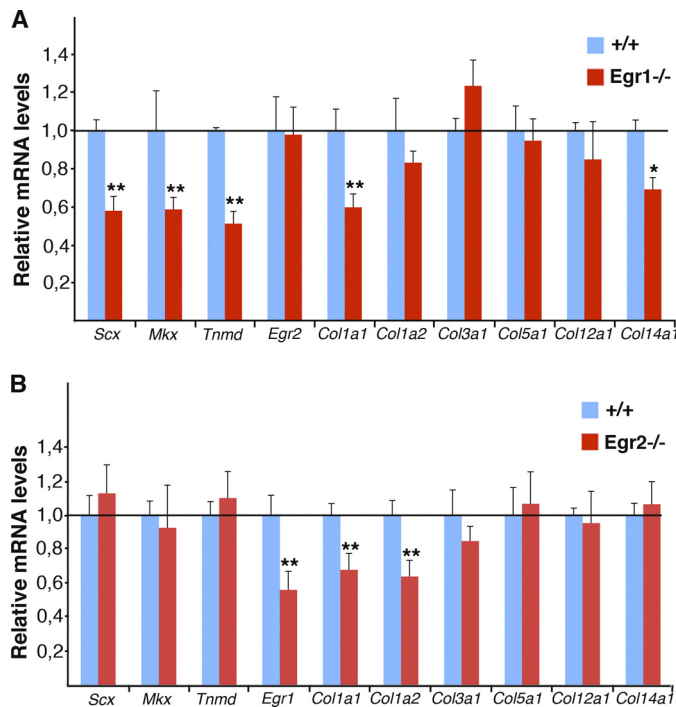 A
+/+
Egr1-/-
Relative mRNA levels
1,4
1,2
1,0
0,8
0,6
0,4
0,2
** ** ** ** *
Scx Mkx Tnmd Egr2 Col1a1 Col1a2 Col3a1 Col5a1 Col12a1 Col14a1
B
+/+
Egr2-/-
Relative mRNA levels
1,4
1,2
1,0
0,8
0,6
0,4
0,2
** ** **
Scx Mkx Tnmd Egr1 Col1a1 Col1a2 Col3a1 Col5a1 Col12a1 Col14a1